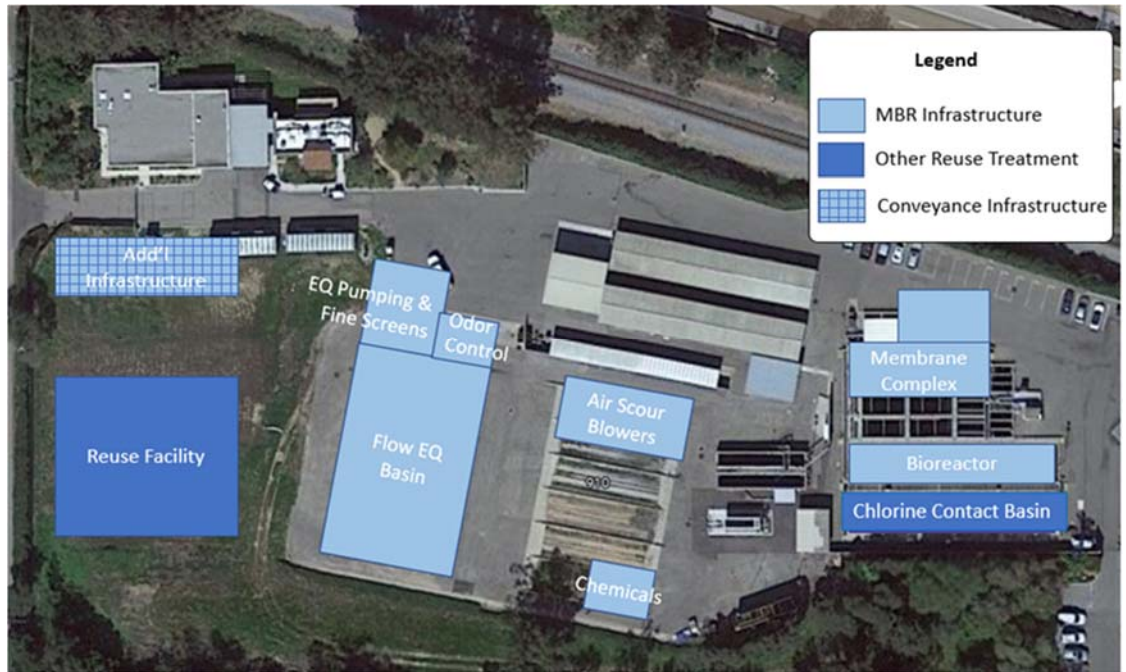 Legend
MBR Infrastructure
Other Reuse Treatment
Conveyance Infrastructure
Add'l
Infrastructure
EQ Pumping &
Fine Screens
Odor
Control
Membrane
Complex
Air Scour
Blowers
Reuse Facility
Flow EQ
Basin
Bioreactor
910
Chlorine Contact Basin
Chemicals